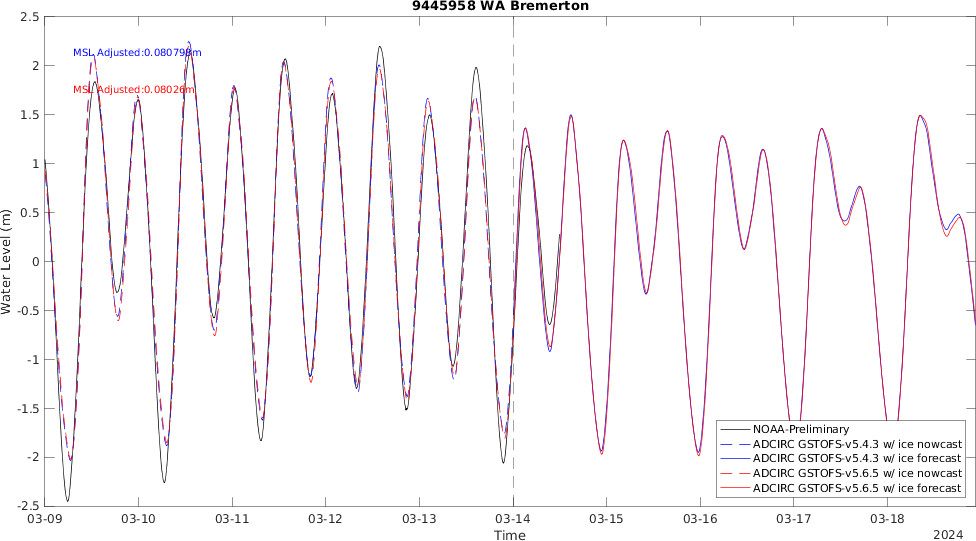 9445958 WA Bremerton
2.5
2
1.5
1
0.5
0
-0.5
-1
-1.5
-2
-2.5
Water Level (m)
MSL Adjusted:0.080798m
MSL Adjusted:0.08026m
NOAA-Preliminary
ADCIRC GSTOFS-v5.4.3 w/ ice nowcast
ADCIRC GSTOFS-v5.4.3 w/ ice forecast
ADCIRC GSTOFS-v5.6.5 w/ ice nowcast
ADCIRC GSTOFS-v5.6.5 w/ ice forecast
03-09 03-10 03-11 03-12 03-13 03-14 03-15 03-16 03-17 03-18
Time
2024